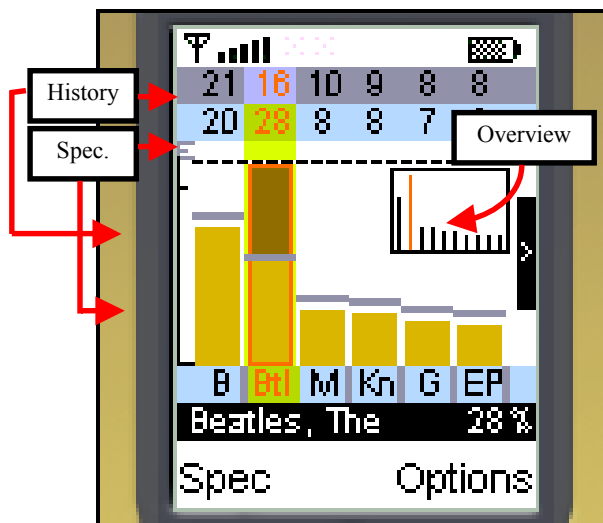 21 16 10 9 8 8
History
20 28 8 8 7
Overview
Spec.
>
B Btl M Kn G EP
Beatles, The 28%
Spec Options